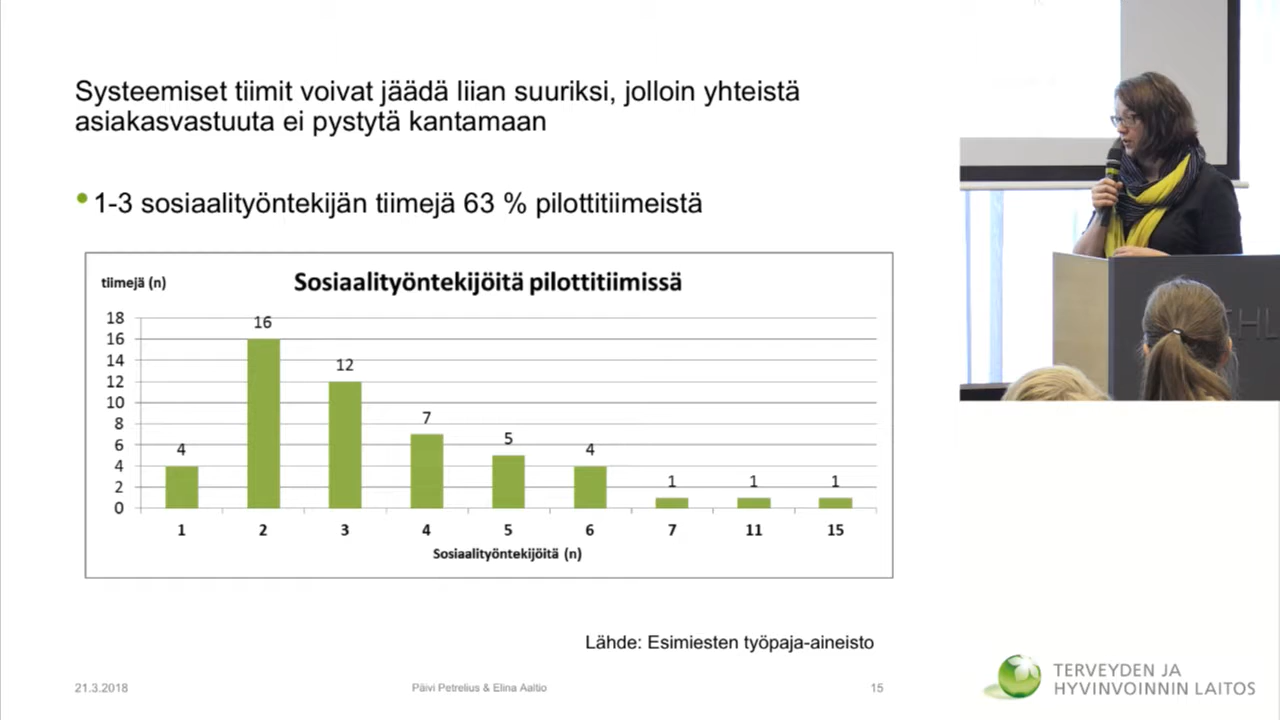 Systeemiset tiimit voivat jäädä liian suuriksi, jolloin yhteistä
asiakasvastuuta ei pystytä kantamaan
• 1-3 sosiaalityöntekijän tiimejä 63 % pilottitiimeistä
tiimejä (n)
Sosiaalityöntekijöitä pilottitiimissä
18
16
14
12
10
8
6
4
2
0
4
16
12
7
5
4
1
1
1
1 2 3 4 5 6 7 11 15
Sosiaalityöntekijöitä (n)
Lähde: Esimiesten työpaja-aineisto
21.3.2018
Päivi Petrelius & Elina Aaltio
15
TERVEYDEN JA
HYVINVOINNIN LAITOS